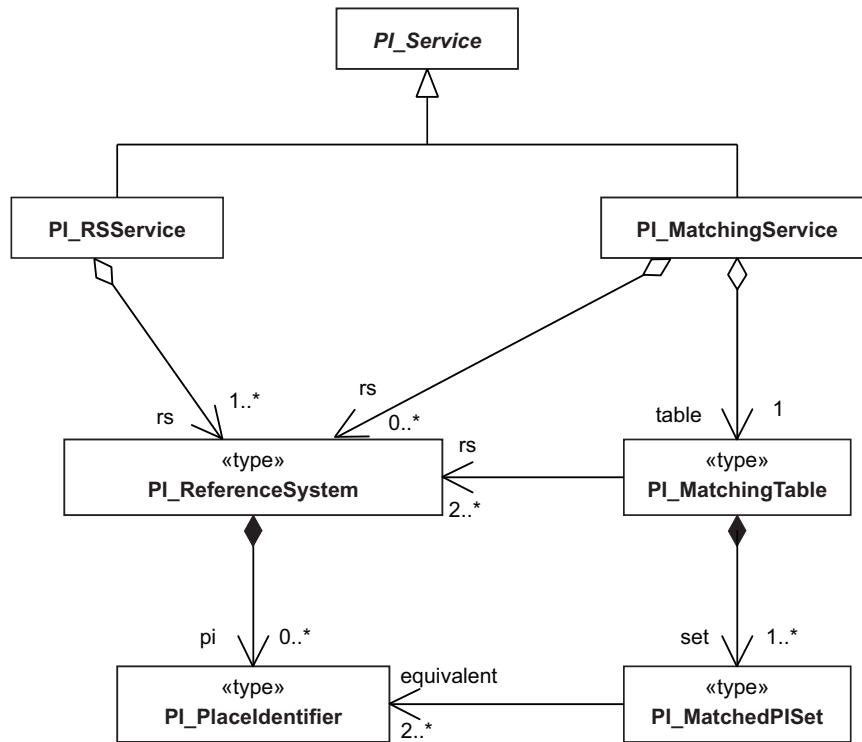 PI_Service
PI_RSService
PI_MatchingService
rs
1..*
rs
0..*
table
1
«type»
PI_ReferenceSystem
rs
2..*
«type»
PI_MatchingTable
pi
0..*
set
1..*
«type»
PI_PlaceIdentifier
equivalent
2..*
«type»
PI_MatchedPISet